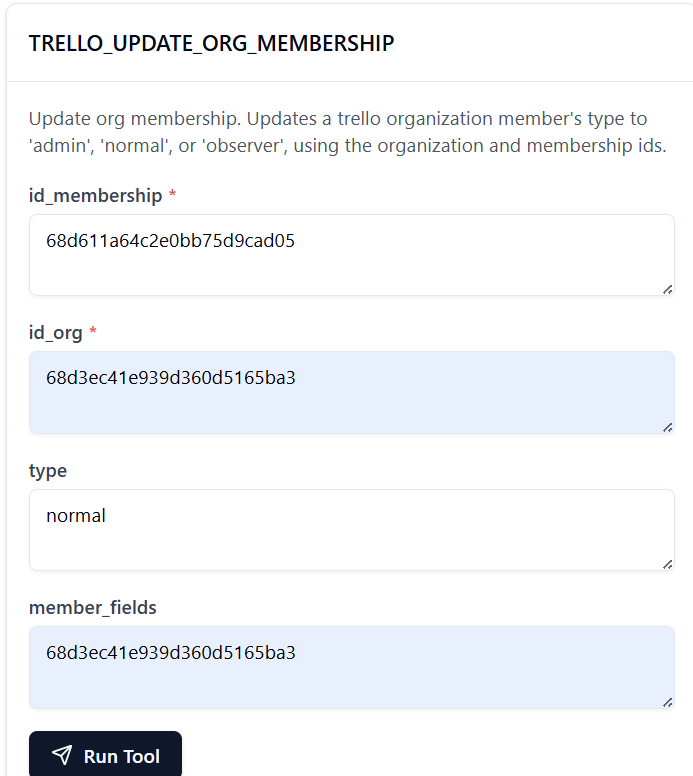 TRELLO_UPDATE_ORG_MEMBERSHIP
Update org membership. Updates a trello organization member's type to
'admin', 'normal', or 'observer', using the organization and membership ids.
id_membership *
68d611a64c2e0bb75d9cad05
id_org *
68d3ec41e939d360d5165ba3
type
normal
member_fields
68d3ec41e939d360d5165ba3
Run Tool